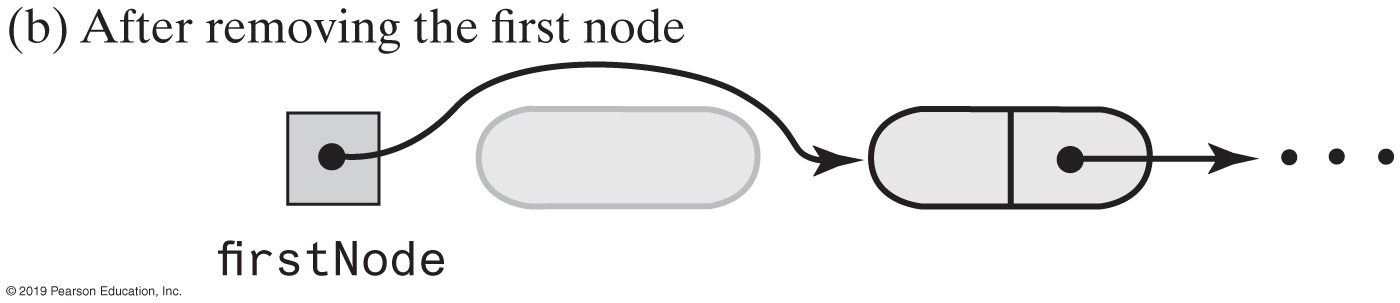 (b) After removing the first node
firstNode
© 2019 Pearson Education, Inc.